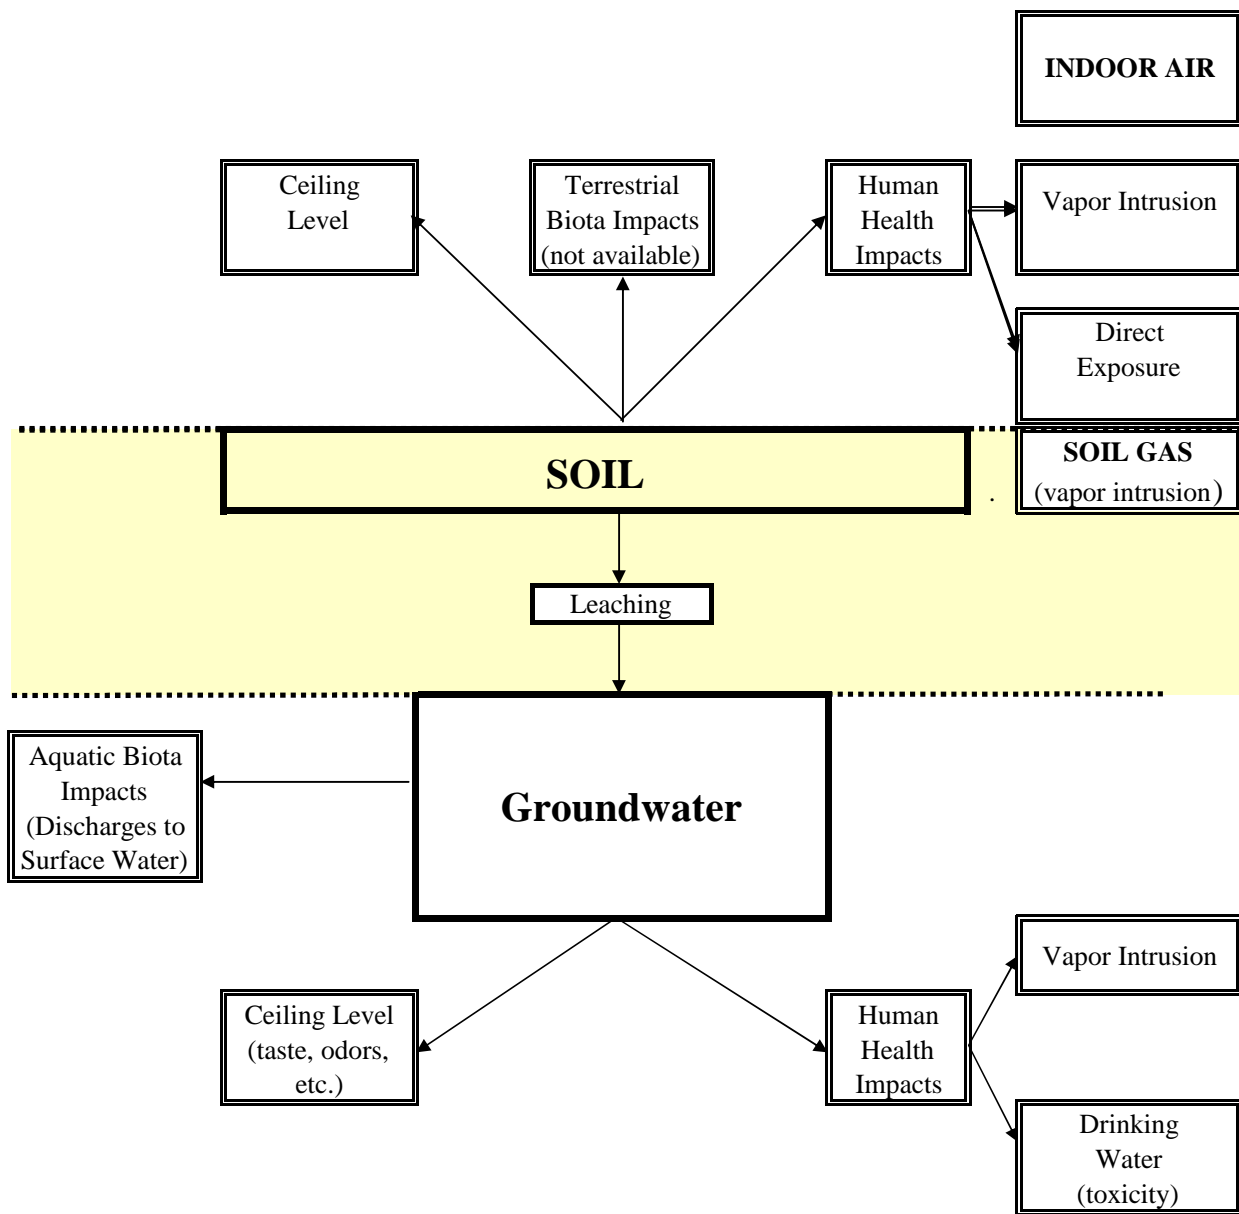 INDOOR AIR
Ceiling
Level
Terrestrial
Biota Impacts
(not available)
Human
Health
Impacts
Vapor Intrusion
Direct
Exposure
SOIL
SOIL GAS
(vapor intrusion)
.
Leaching
Groundwater
Aquatic Biota
Impacts
(Discharges to
Surface Water)
Ceiling Level
(taste, odors,
etc.)
Human
Health
Impacts
Vapor Intrusion
Drinking
Water
(toxicity)